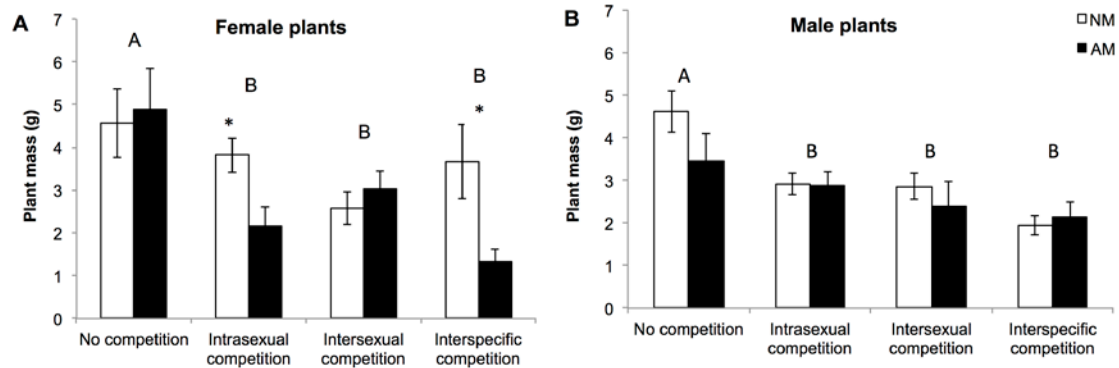 A
Female plants
Plant mass (g)
7
6
5
4
3
2
1
0
A
B
B
B
*
*
No competition
Intrasexual competition
Intersexual competition
Interspecific competition
B
Male plants
NM
AM
Plant mass (g)
7
6
5
4
3
2
1
0
A
B
B
B
No competition
Intrasexual competition
Intersexual competition
Interspecific competition